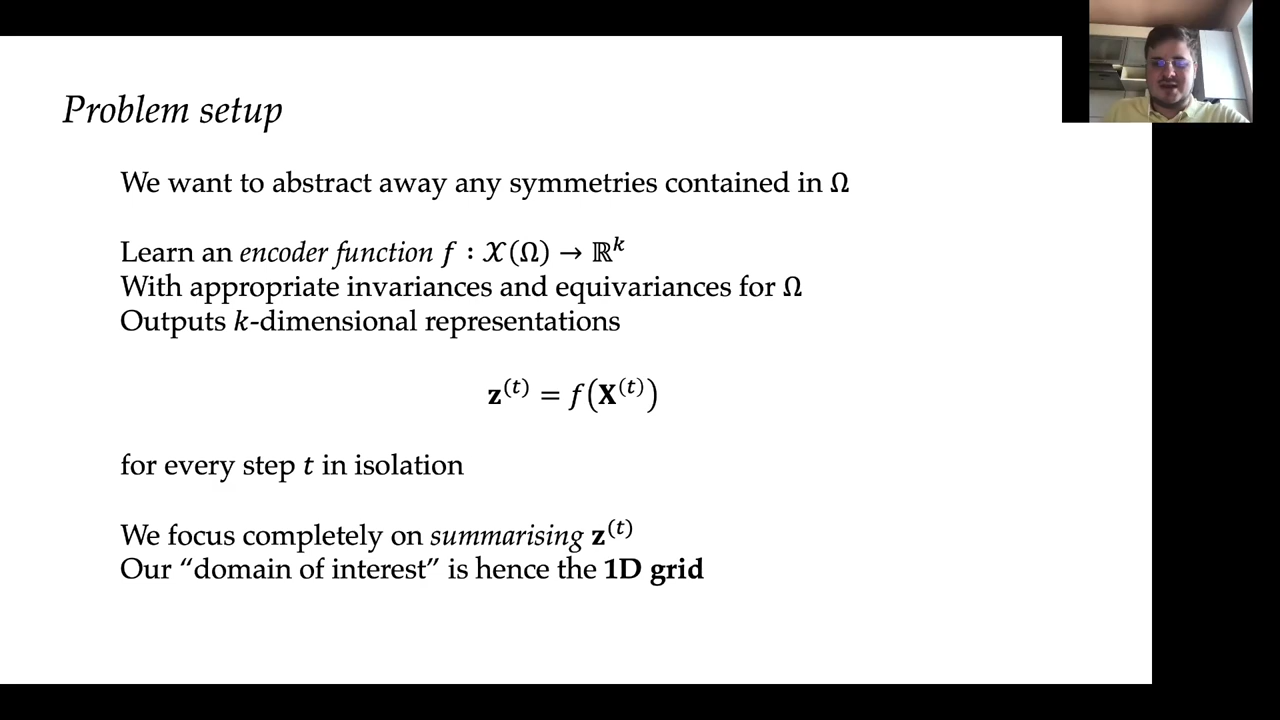 Problem setup
We want to abstract away any symmetries contained in Ω
Learn an encoder function f : 𝒳(Ω) → ℝᵏ
With appropriate invariances and equivariances for Ω
Outputs k-dimensional representations
𝐳⁽ᵗ⁾ = f(𝐗⁽ᵗ⁾)
for every step t in isolation
We focus completely on summarising 𝐳⁽ᵗ⁾
Our “domain of interest” is hence the 1D grid